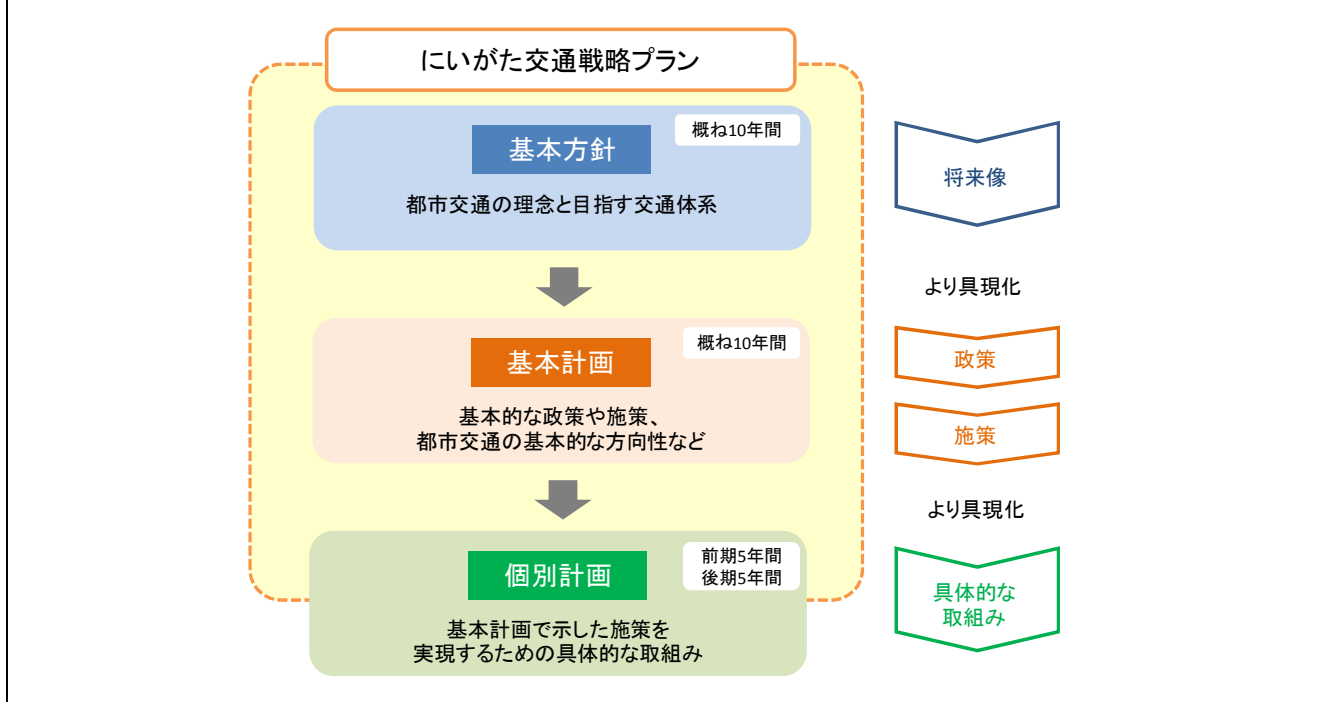 にいがた交通戦略プラン
基本方針
概ね10年間
都市交通の理念と目指す交通体系
将来像
より具現化
基本計画
概ね10年間
基本的な政策や施策、
都市交通の基本的な方向性など
政策
施策
より具現化
個別計画
前期5年間
後期5年間
基本計画で示した施策を
実現するための具体的な取組み
具体的な
取組み